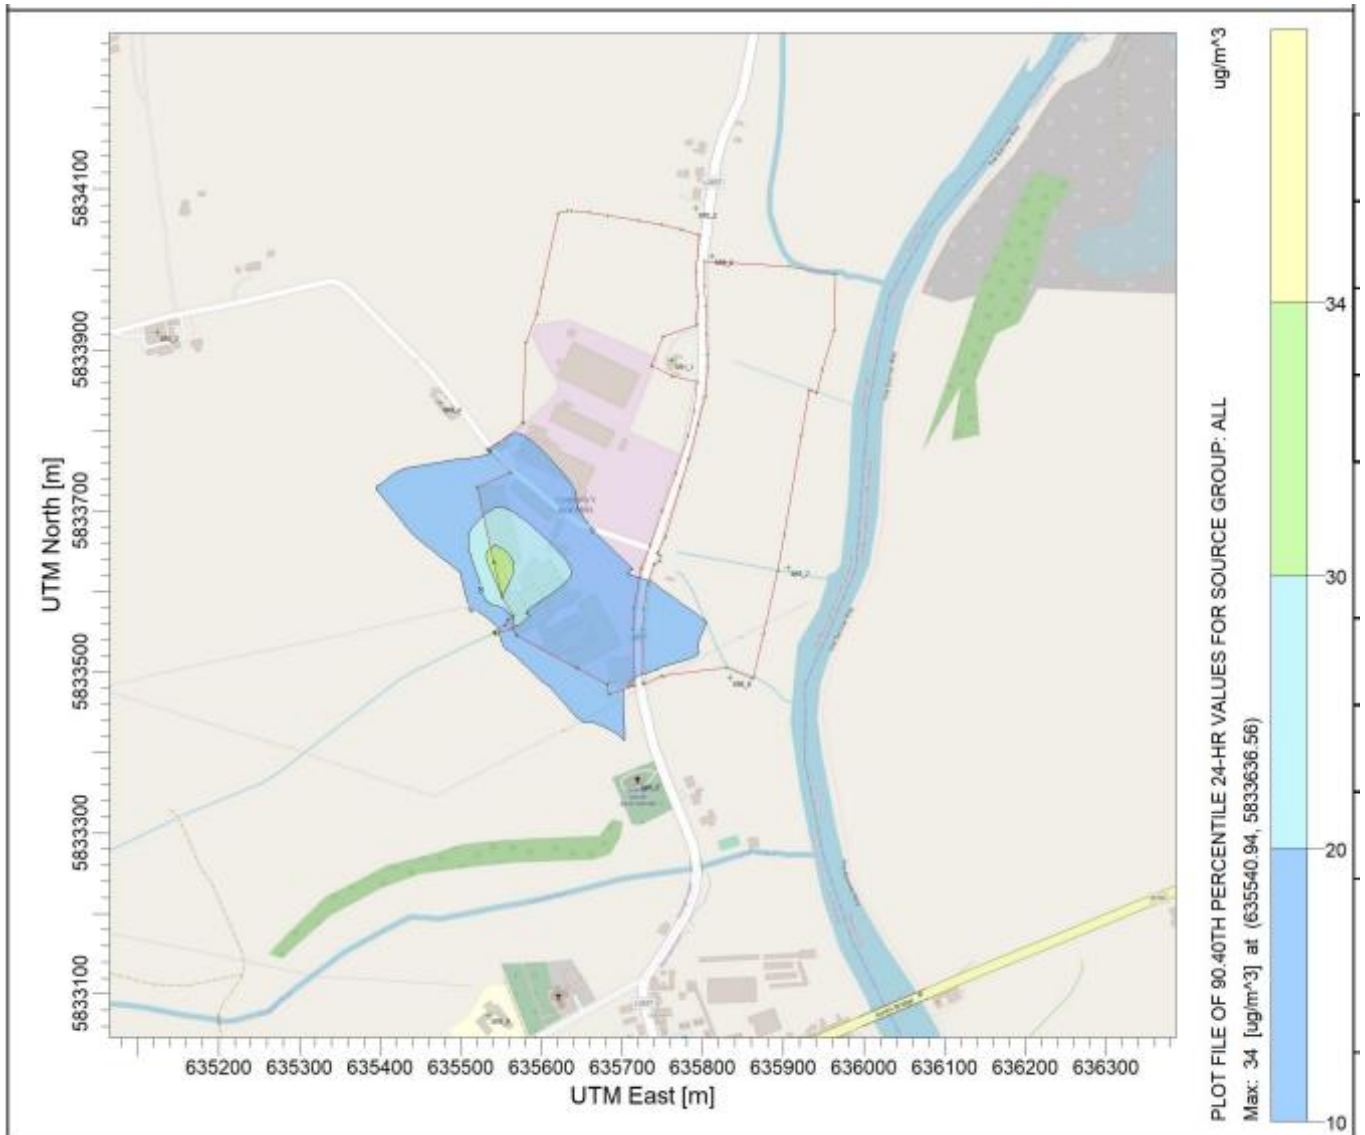 ug/m^3
34
30
20
10
PLOT FILE OF 90.40TH PERCENTILE 24-HR VALUES FOR SOURCE GROUP: ALL
Max: 34 [ug/m^3] at (635540.94, 5833636.56)
UTM North [m]
5834100
5833900
5833700
5833500
5833300
5833100
635200 635300 635400 635500 635600 635700 635800 635900 636000 636100 636200 636300
UTM East [m]